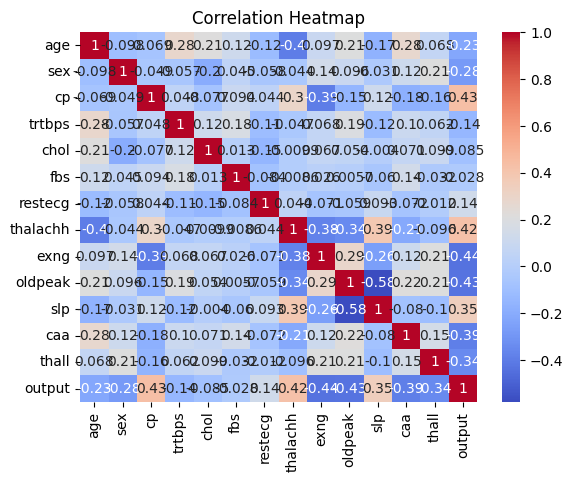 Correlation Heatmap
age 1 -0.098 -0.069 0.28 0.21 0.12 -0.12 -0.4 0.097 0.21 -0.17 0.28 0.068 -0.23
sex -0.098 1 -0.049 -0.057 -0.2 0.045 -0.058 -0.044 0.14 0.096 -0.031 0.12 0.21 -0.28
cp -0.069 -0.049 1 0.048 -0.077 0.094 0.044 0.3 -0.39 -0.15 0.12 -0.18 -0.16 0.43
trtbps 0.28 -0.057 0.048 1 0.12 0.18 -0.11 -0.047 0.068 0.19 -0.12 0.1 0.062 -0.14
chol 0.21 -0.2 -0.077 0.12 1 0.013 -0.15 -0.0099 0.067 0.054 -0.004 0.071 0.099 -0.085
fbs 0.12 0.045 0.094 0.18 0.013 1 -0.084 -0.0086 0.026 0.0057 -0.06 0.14 -0.032 -0.028
restecg -0.12 -0.058 0.044 -0.11 -0.15 -0.084 1 0.044 -0.071 -0.059 0.093 -0.072 -0.012 0.14
thalachh -0.4 -0.044 0.3 -0.047 -0.0099 -0.0086 0.044 1 -0.38 -0.34 0.39 -0.21 -0.096 0.42
exng 0.097 0.14 -0.39 0.068 0.067 0.026 -0.071 -0.38 1 0.29 -0.26 0.12 0.21 -0.44
oldpeak 0.21 0.096 -0.15 0.19 0.054 0.0057 -0.059 -0.34 0.29 1 -0.58 0.22 0.21 -0.43
slp -0.17 -0.031 0.12 -0.12 -0.004 -0.06 0.093 0.39 -0.26 -0.58 1 -0.08 -0.1 0.35
caa 0.28 0.12 -0.18 0.1 0.071 0.14 -0.072 -0.21 0.12 0.22 -0.08 1 0.15 -0.39
thall 0.068 0.21 -0.16 0.062 0.099 -0.032 -0.012 -0.096 0.21 0.21 -0.1 0.15 1 -0.34
output -0.23 -0.28 0.43 -0.14 -0.085 -0.028 0.14 0.42 -0.44 -0.43 0.35 -0.39 -0.34 1
age sex cp trtbps chol fbs restecg thalachh exng oldpeak slp caa thall output
1.0
0.8
0.6
0.4
0.2
0.0
−0.2
−0.4